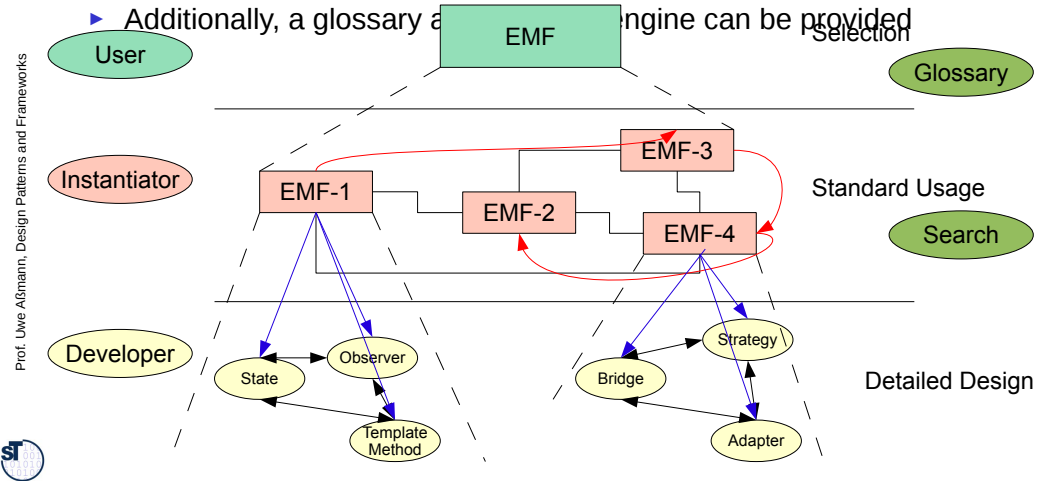 ► Additionally, a glossary a engine can be provided
EMF
Selection
User
Glossary
Prof. Uwe Aßmann, Design Patterns and Frameworks
EMF-3
Instantiator
EMF-1
Standard Usage
EMF-2
EMF-4
Search
Developer
Observer
Strategy
State
Bridge
Detailed Design
Template
Method
Adapter
sT